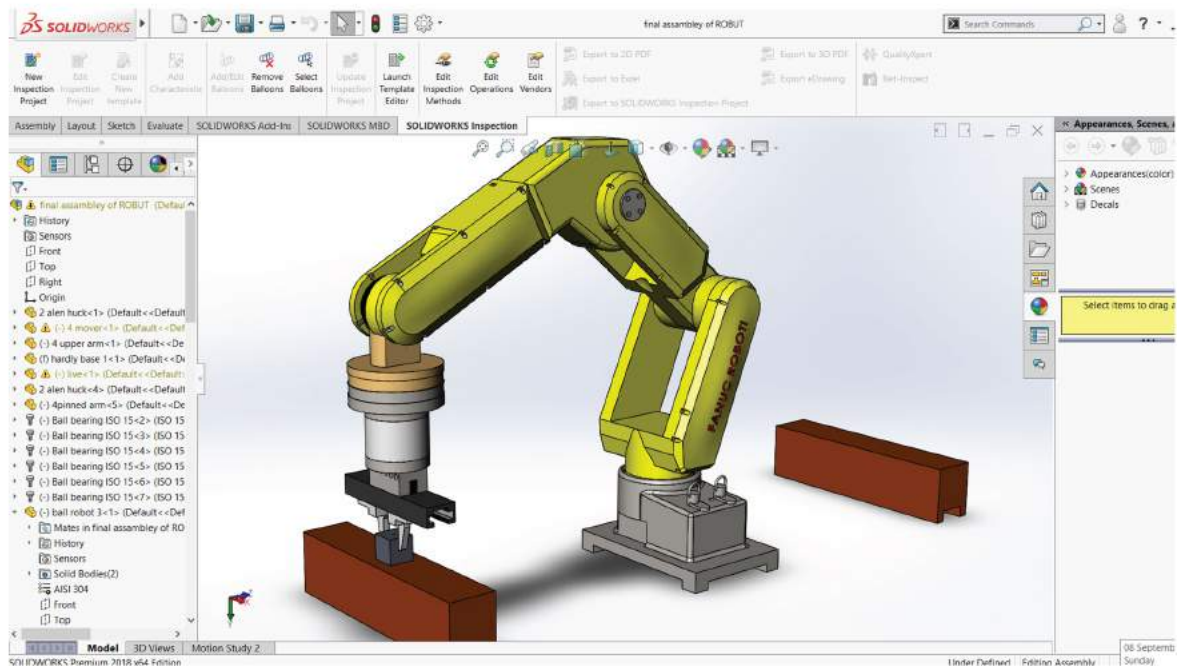 SOLIDWORKS
final assambley of ROBUT
Search Commands
New Inspection Project
Edit Inspection Project
Create New template
Add Characteristic
Add/Edit Balloons
Remove Balloons
Select Balloons
Update Inspection Project
Launch Template Editor
Edit Inspection Methods
Edit Operations
Edit Vendors
Export to 2D PDF
Export to Excel
Export to SOLIDWORKS Inspection Project
Export to 3D PDF
Export eDrawing
QualityXpert
Net-Inspect
Assembly Layout Sketch Evaluate SOLIDWORKS Add-Ins SOLIDWORKS MBD SOLIDWORKS Inspection
Appearances, Scenes, a
Appearances(color)
Scenes
Decals
Select items to drag a
final assambley of ROBUT (Defaul
History
Sensors
Front
Top
Right
Origin
2 alen huck<1> (Default<<Default
(-) 4 mover<1> (Default<<Def
(-) 4 upper arm<1> (Default<<De
(f) hardly base 1<1> (Default<<De
(-) live<1> (Default<<Default
2 alen huck<4> (Default<<Default
(-) 4pinned arm<5> (Default<<De
(-) Ball bearing ISO 15<2> (ISO 15
(-) Ball bearing ISO 15<3> (ISO 15
(-) Ball bearing ISO 15<4> (ISO 15
(-) Ball bearing ISO 15<5> (ISO 15
(-) Ball bearing ISO 15<6> (ISO 15
(-) Ball bearing ISO 15<7> (ISO 15
(-) ball robot 3<1> (Default<<Def
Mates in final assambley of RO
History
Sensors
Solid Bodies(2)
AISI 304
Front
Top
FANUC ROBOT!
Model 3D Views Motion Study 2
SOLIDWORKS Premium 2018 x64 Edition
Under Defined Editing Assembly
08 Septemb
Sunday